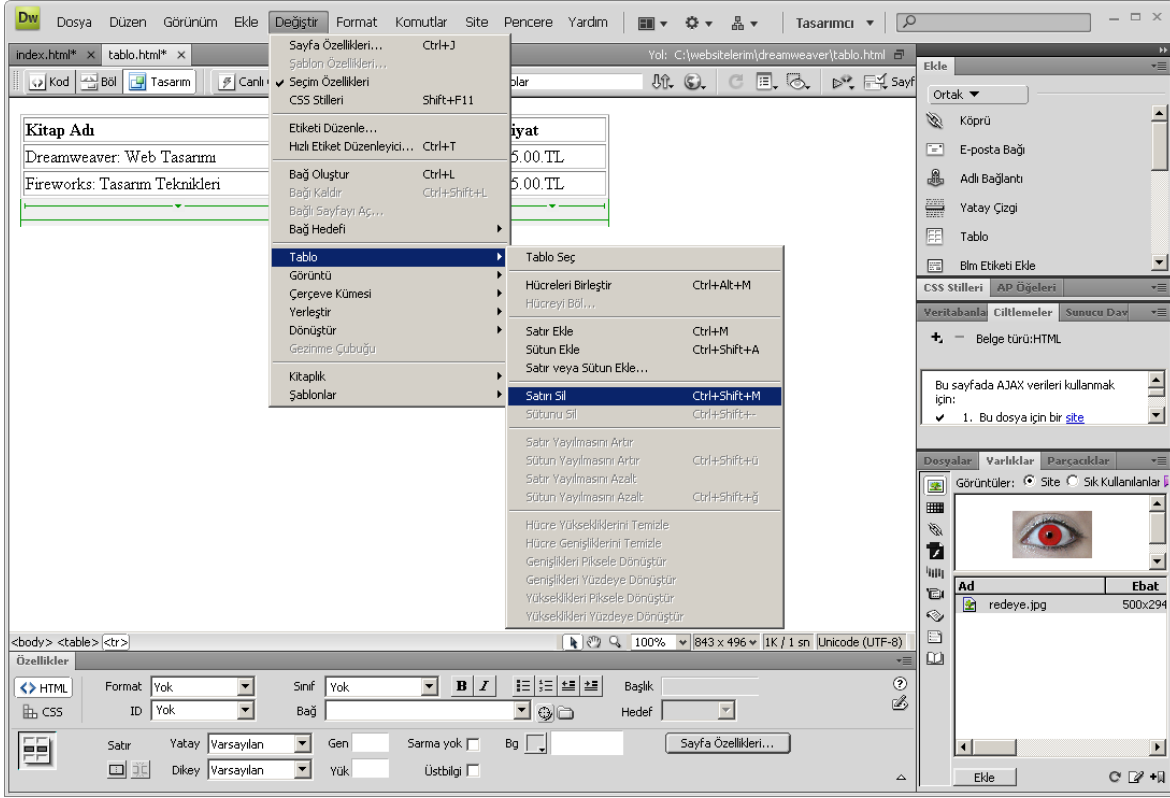 Dw Dosya Düzen Görünüm Ekle Değiştir Format Komutlar Site Pencere Yardım Tasarımcı
index.html* tablo.html* Yol: C:\websitelerim\dreamweaver\tablo.html
Kod Böl Tasarım Canlı
Sayf
Kitap Adı
iyat
Dreamweaver: Web Tasarımı
5.00.TL
Fireworks: Tasarım Teknikleri
5.00.TL
Sayfa Özellikleri... Ctrl+J
Şablon Özellikleri...
Seçim Özellikleri
CSS Stilleri Shift+F11
Etiketi Düzenle...
Hızlı Etiket Düzenleyici... Ctrl+T
Bağ Oluştur Ctrl+L
Bağı Kaldır Ctrl+Shift+L
Bağlı Sayfayı Aç...
Bağ Hedefi
Tablo
Görüntü
Çerçeve Kümesi
Yerleştir
Dönüştür
Gezinme Çubuğu
Kitaplık
Şablonlar
Tablo Seç
Hücreleri Birleştir Ctrl+Alt+M
Hücreyi Böl...
Satır Ekle Ctrl+M
Sütun Ekle Ctrl+Shift+A
Satır veya Sütun Ekle...
Satırı Sil Ctrl+Shift+M
Sütunu Sil Ctrl+Shift+-
Satır Yayılmasını Artır
Sütun Yayılmasını Artır Ctrl+Shift+ü
Satır Yayılmasını Azalt
Sütun Yayılmasını Azalt Ctrl+Shift+ğ
Hücre Yüksekliklerini Temizle
Hücre Genişliklerini Temizle
Genişlikleri Piksele Dönüştür
Genişlikleri Yüzdeye Dönüştür
Yükseklikleri Piksele Dönüştür
Yükseklikleri Yüzdeye Dönüştür
Ekle
Ortak
Köprü
E-posta Bağı
Adlı Bağlantı
Yatay Çizgi
Tablo
Blm Etiketi Ekle
CSS Stilleri AP Öğeleri
Veritabanla Ciltlemeler Sunucu Dav
Belge türü:HTML
Bu sayfada AJAX verileri kullanmak
için:
1. Bu dosya için bir site
Dosyalar Varlıklar Parçacıklar
Görüntüler: Site Sık Kullanılanlar
Ad Ebat
redeye.jpg 500x294
Ekle
<body> <table> <tr> 100% 843 x 496 1K / 1 sn Unicode (UTF-8)
Özellikler
HTML Format Yok Sınıf Yok B I Başlık
CSS ID Yok Bağ Hedef
Satır Yatay Varsayılan Gen Sarma yok Bg Sayfa Özellikleri...
Dikey Varsayılan Yük Üstbilgi